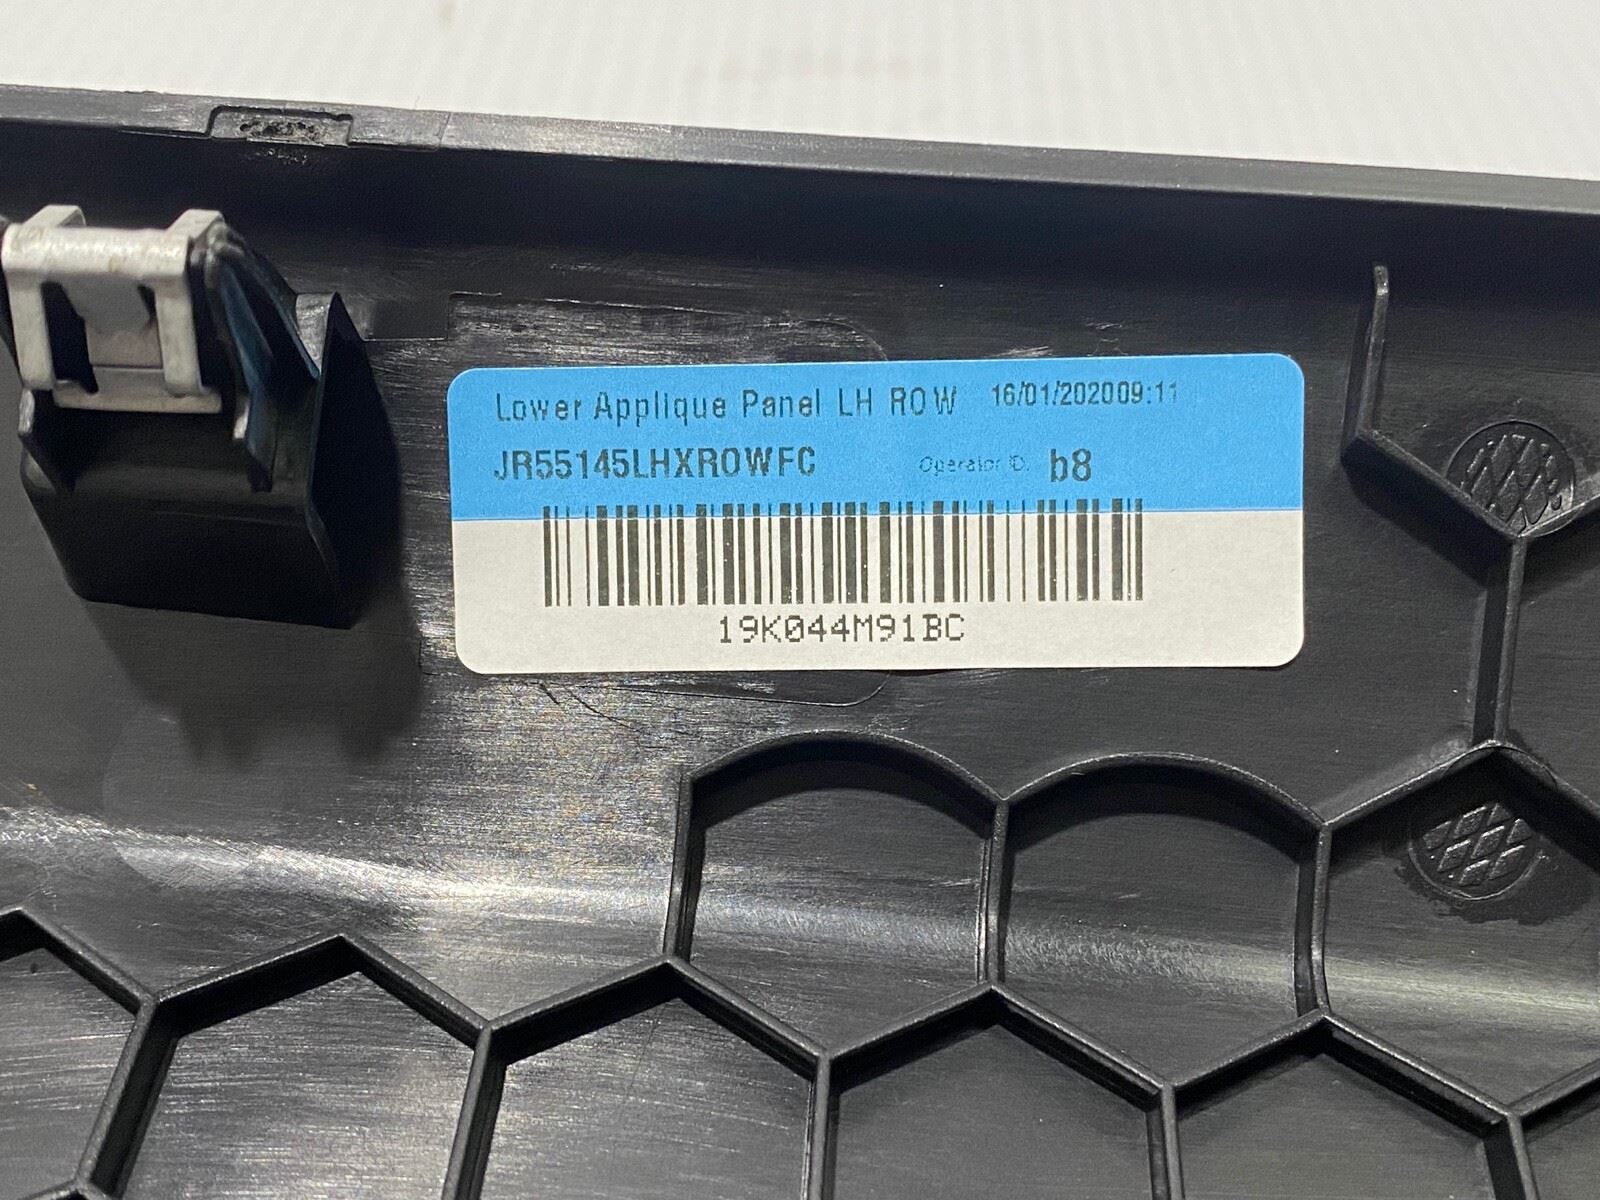 Lower Applique Panel LH ROW 16/01/202009:11
JR55145LHXROWFC Operator ID. b8
19K044M91BC